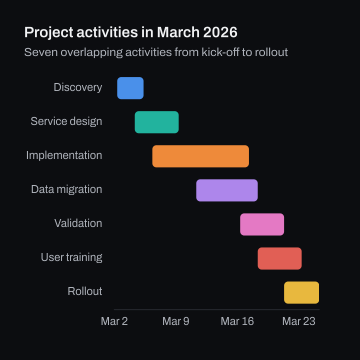 Project activities in March 2026
Seven overlapping activities from kick-off to rollout
Discovery
Service design
Implementation
Data migration
Validation
User training
Rollout
Mar 2 Mar 9 Mar 16 Mar 23